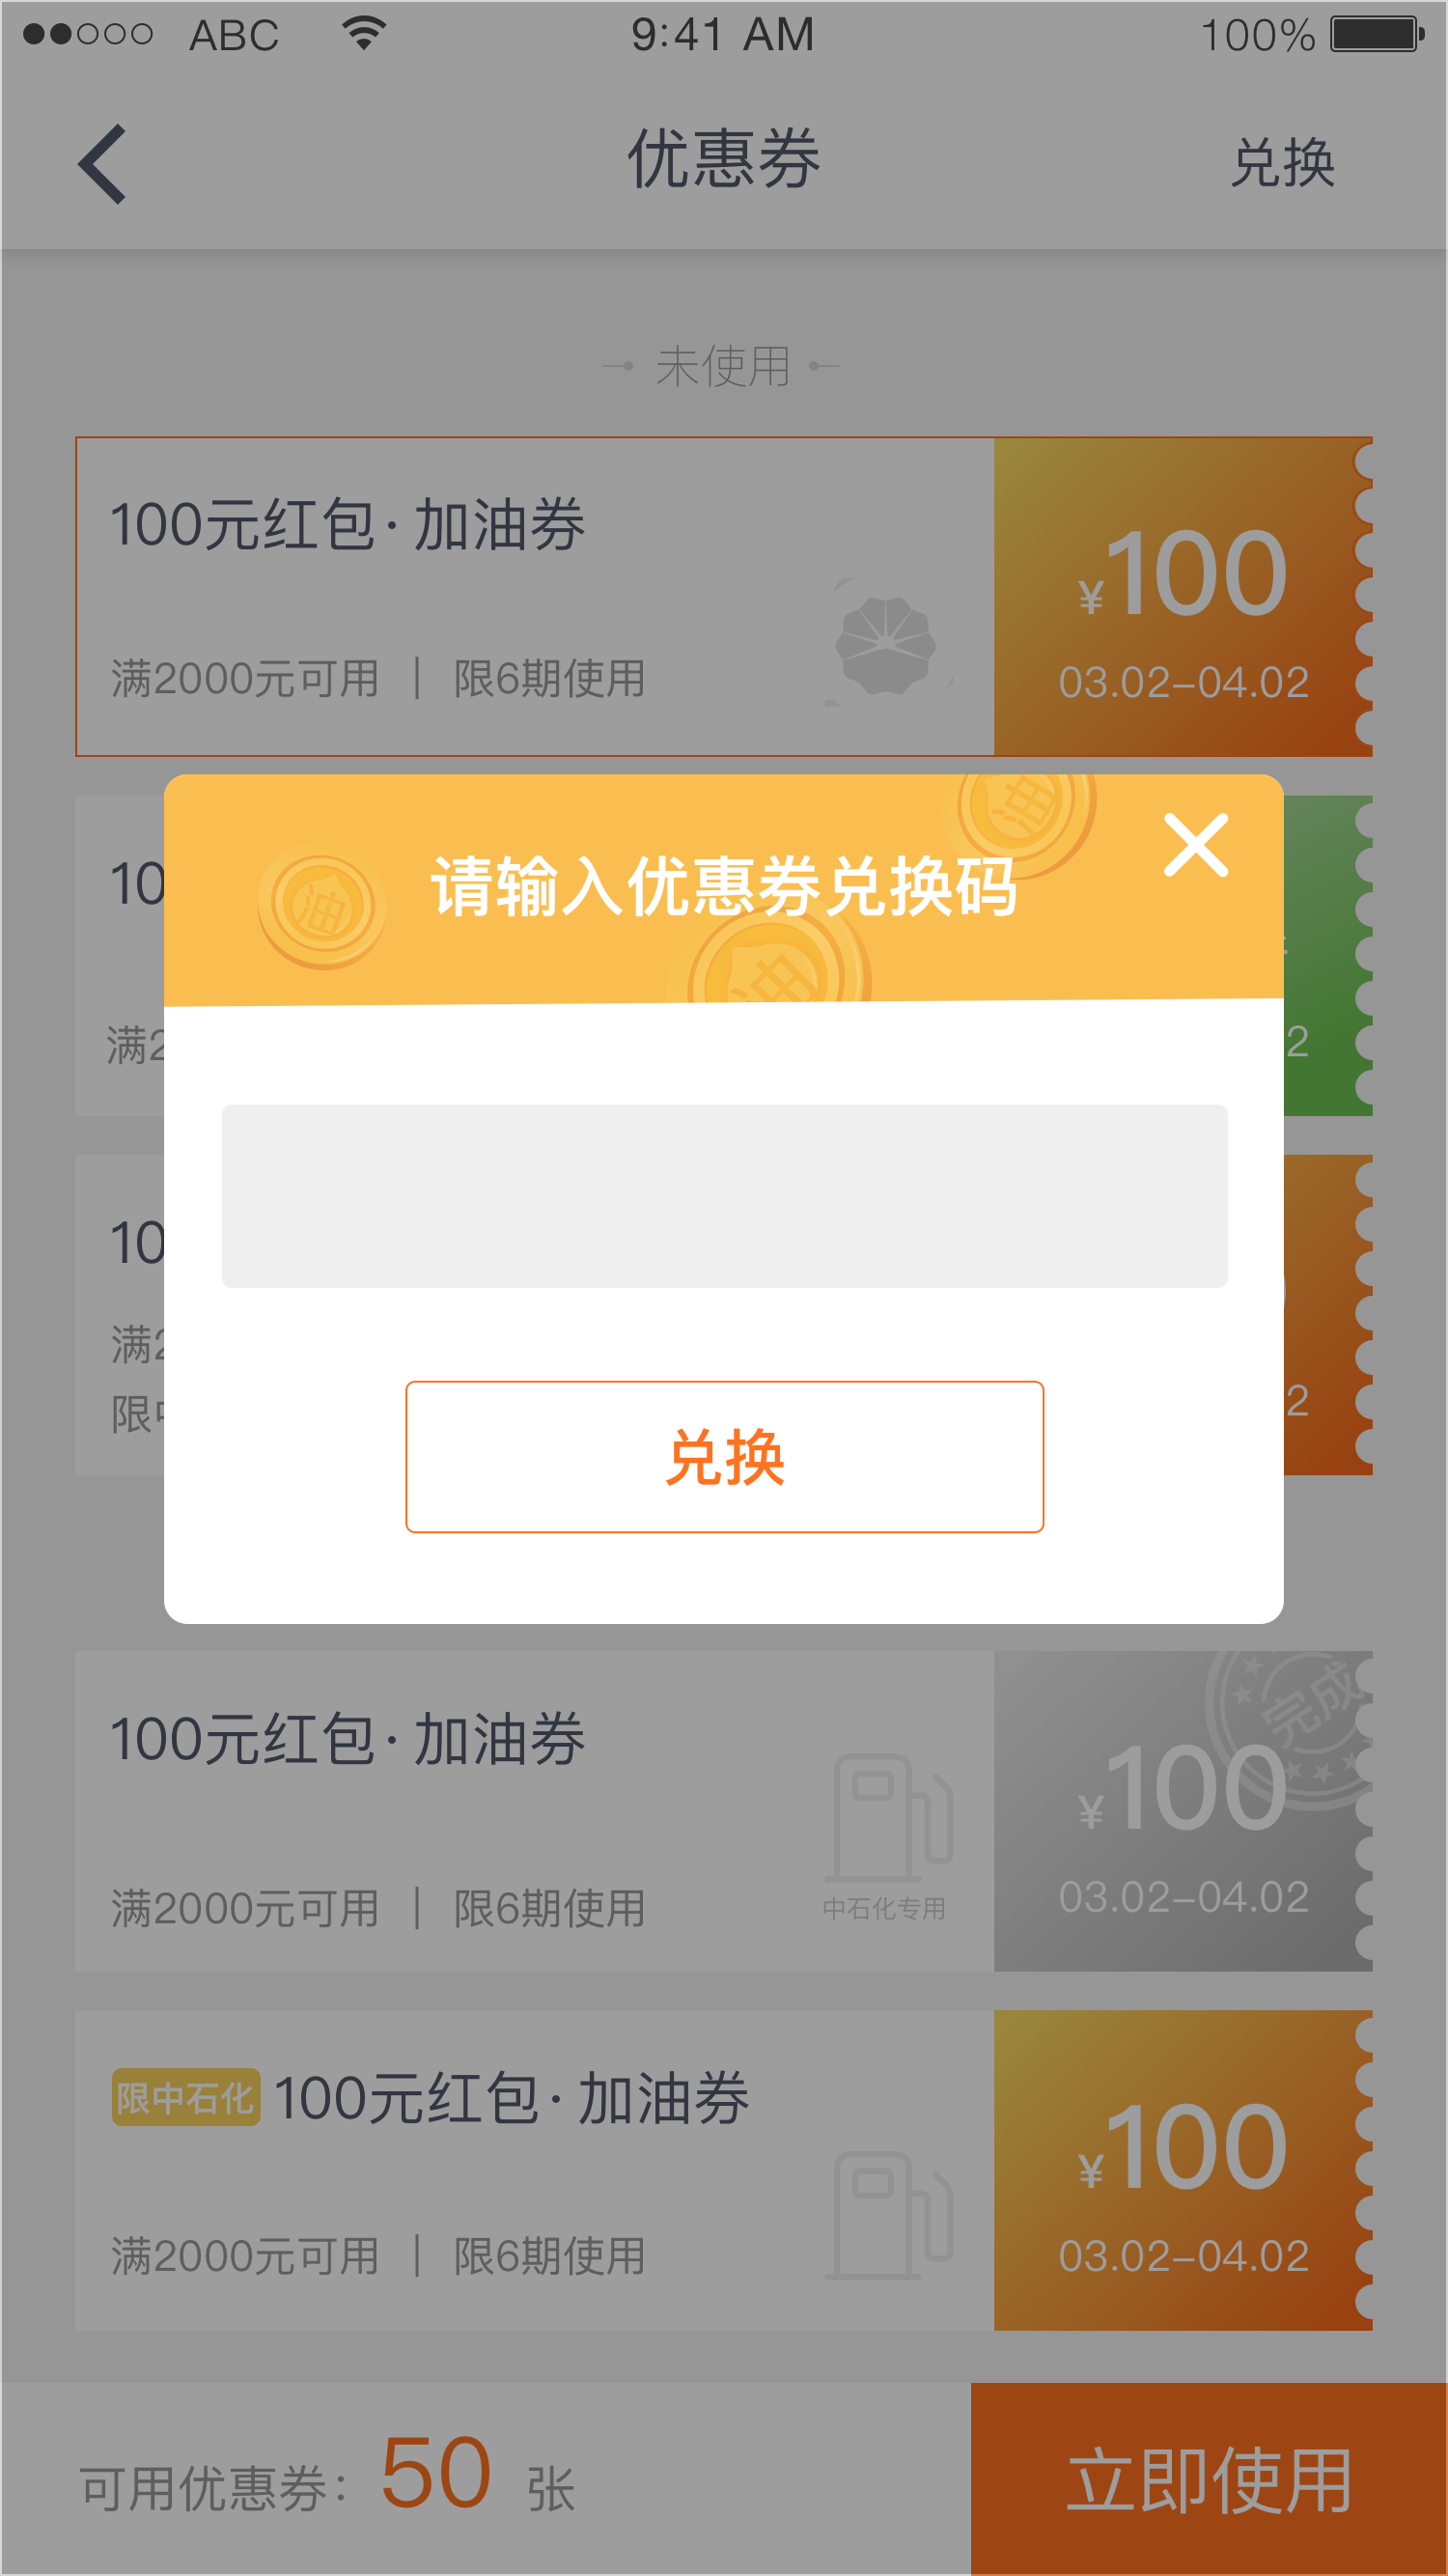 ABC 9:41 AM 100%
优惠券 兑换
未使用
100元红包·加油券
¥100
满2000元可用 | 限6期使用
03.02-04.02
油
请输入优惠券兑换码
油
油
10
满2
2
10
满2
限中
2
兑换
完成
100元红包·加油券
¥100
满2000元可用 | 限6期使用
中石化专用
03.02-04.02
限中石化 100元红包·加油券
¥100
满2000元可用 | 限6期使用
03.02-04.02
可用优惠券：50 张
立即使用